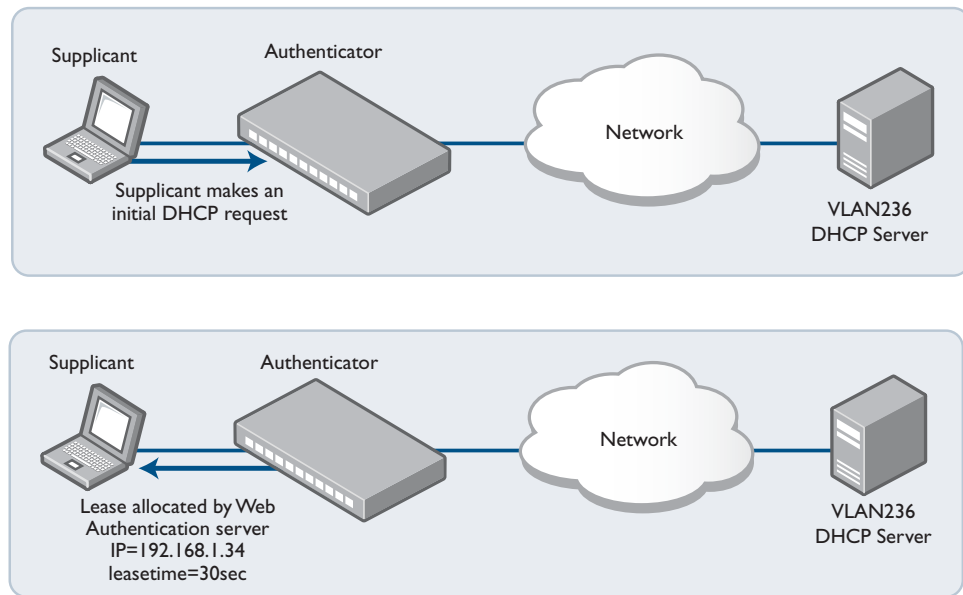 Supplicant
Authenticator
Network
Supplicant makes an
initial DHCP request
VLAN236
DHCP Server
Supplicant
Authenticator
Network
Lease allocated by Web
Authentication server
IP=192.168.1.34
leasetime=30sec
VLAN236
DHCP Server